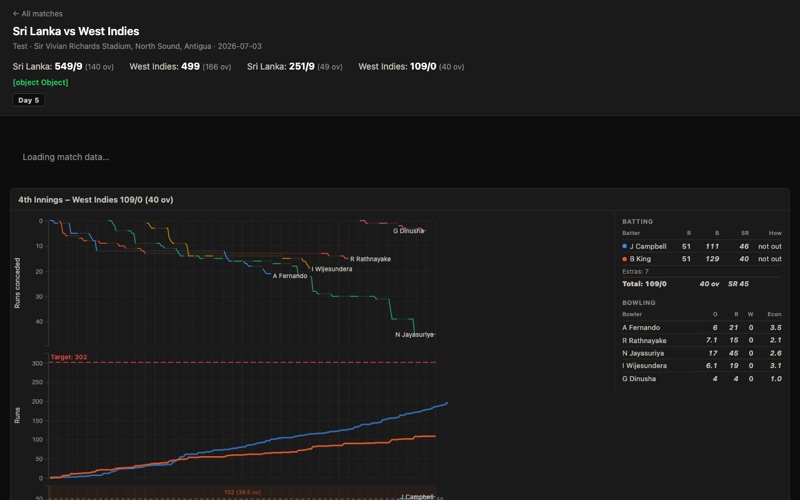 ← All matches
Sri Lanka vs West Indies
Test · Sir Vivian Richards Stadium, North Sound, Antigua · 2026-07-03
Sri Lanka: 549/9 (140 ov) · West Indies: 499 (166 ov) · Sri Lanka: 251/9 (49 ov) · West Indies: 109/0 (40 ov)
[object Object]
Day 5
Loading match data...
4th Innings – West Indies 109/0 (40 ov)
Runs conceded
0
10
20
30
40
G Dinusha
R Rathnayake
I Wijesundera
A Fernando
N Jayasuriya
Target: 302
Runs
300
250
200
150
100
50
0
102 (38.5 ov)
50
J Campbell
BATTING
Batter R B SR How
J Campbell 51 111 46 not out
B King 51 129 40 not out
Extras: 7
Total: 109/0 40 ov SR 45
BOWLING
Bowler O R W Econ
A Fernando 6 21 0 3.5
R Rathnayake 7.1 15 0 2.1
N Jayasuriya 17 45 0 2.6
I Wijesundera 6.1 19 0 3.1
G Dinusha 4 4 0 1.0